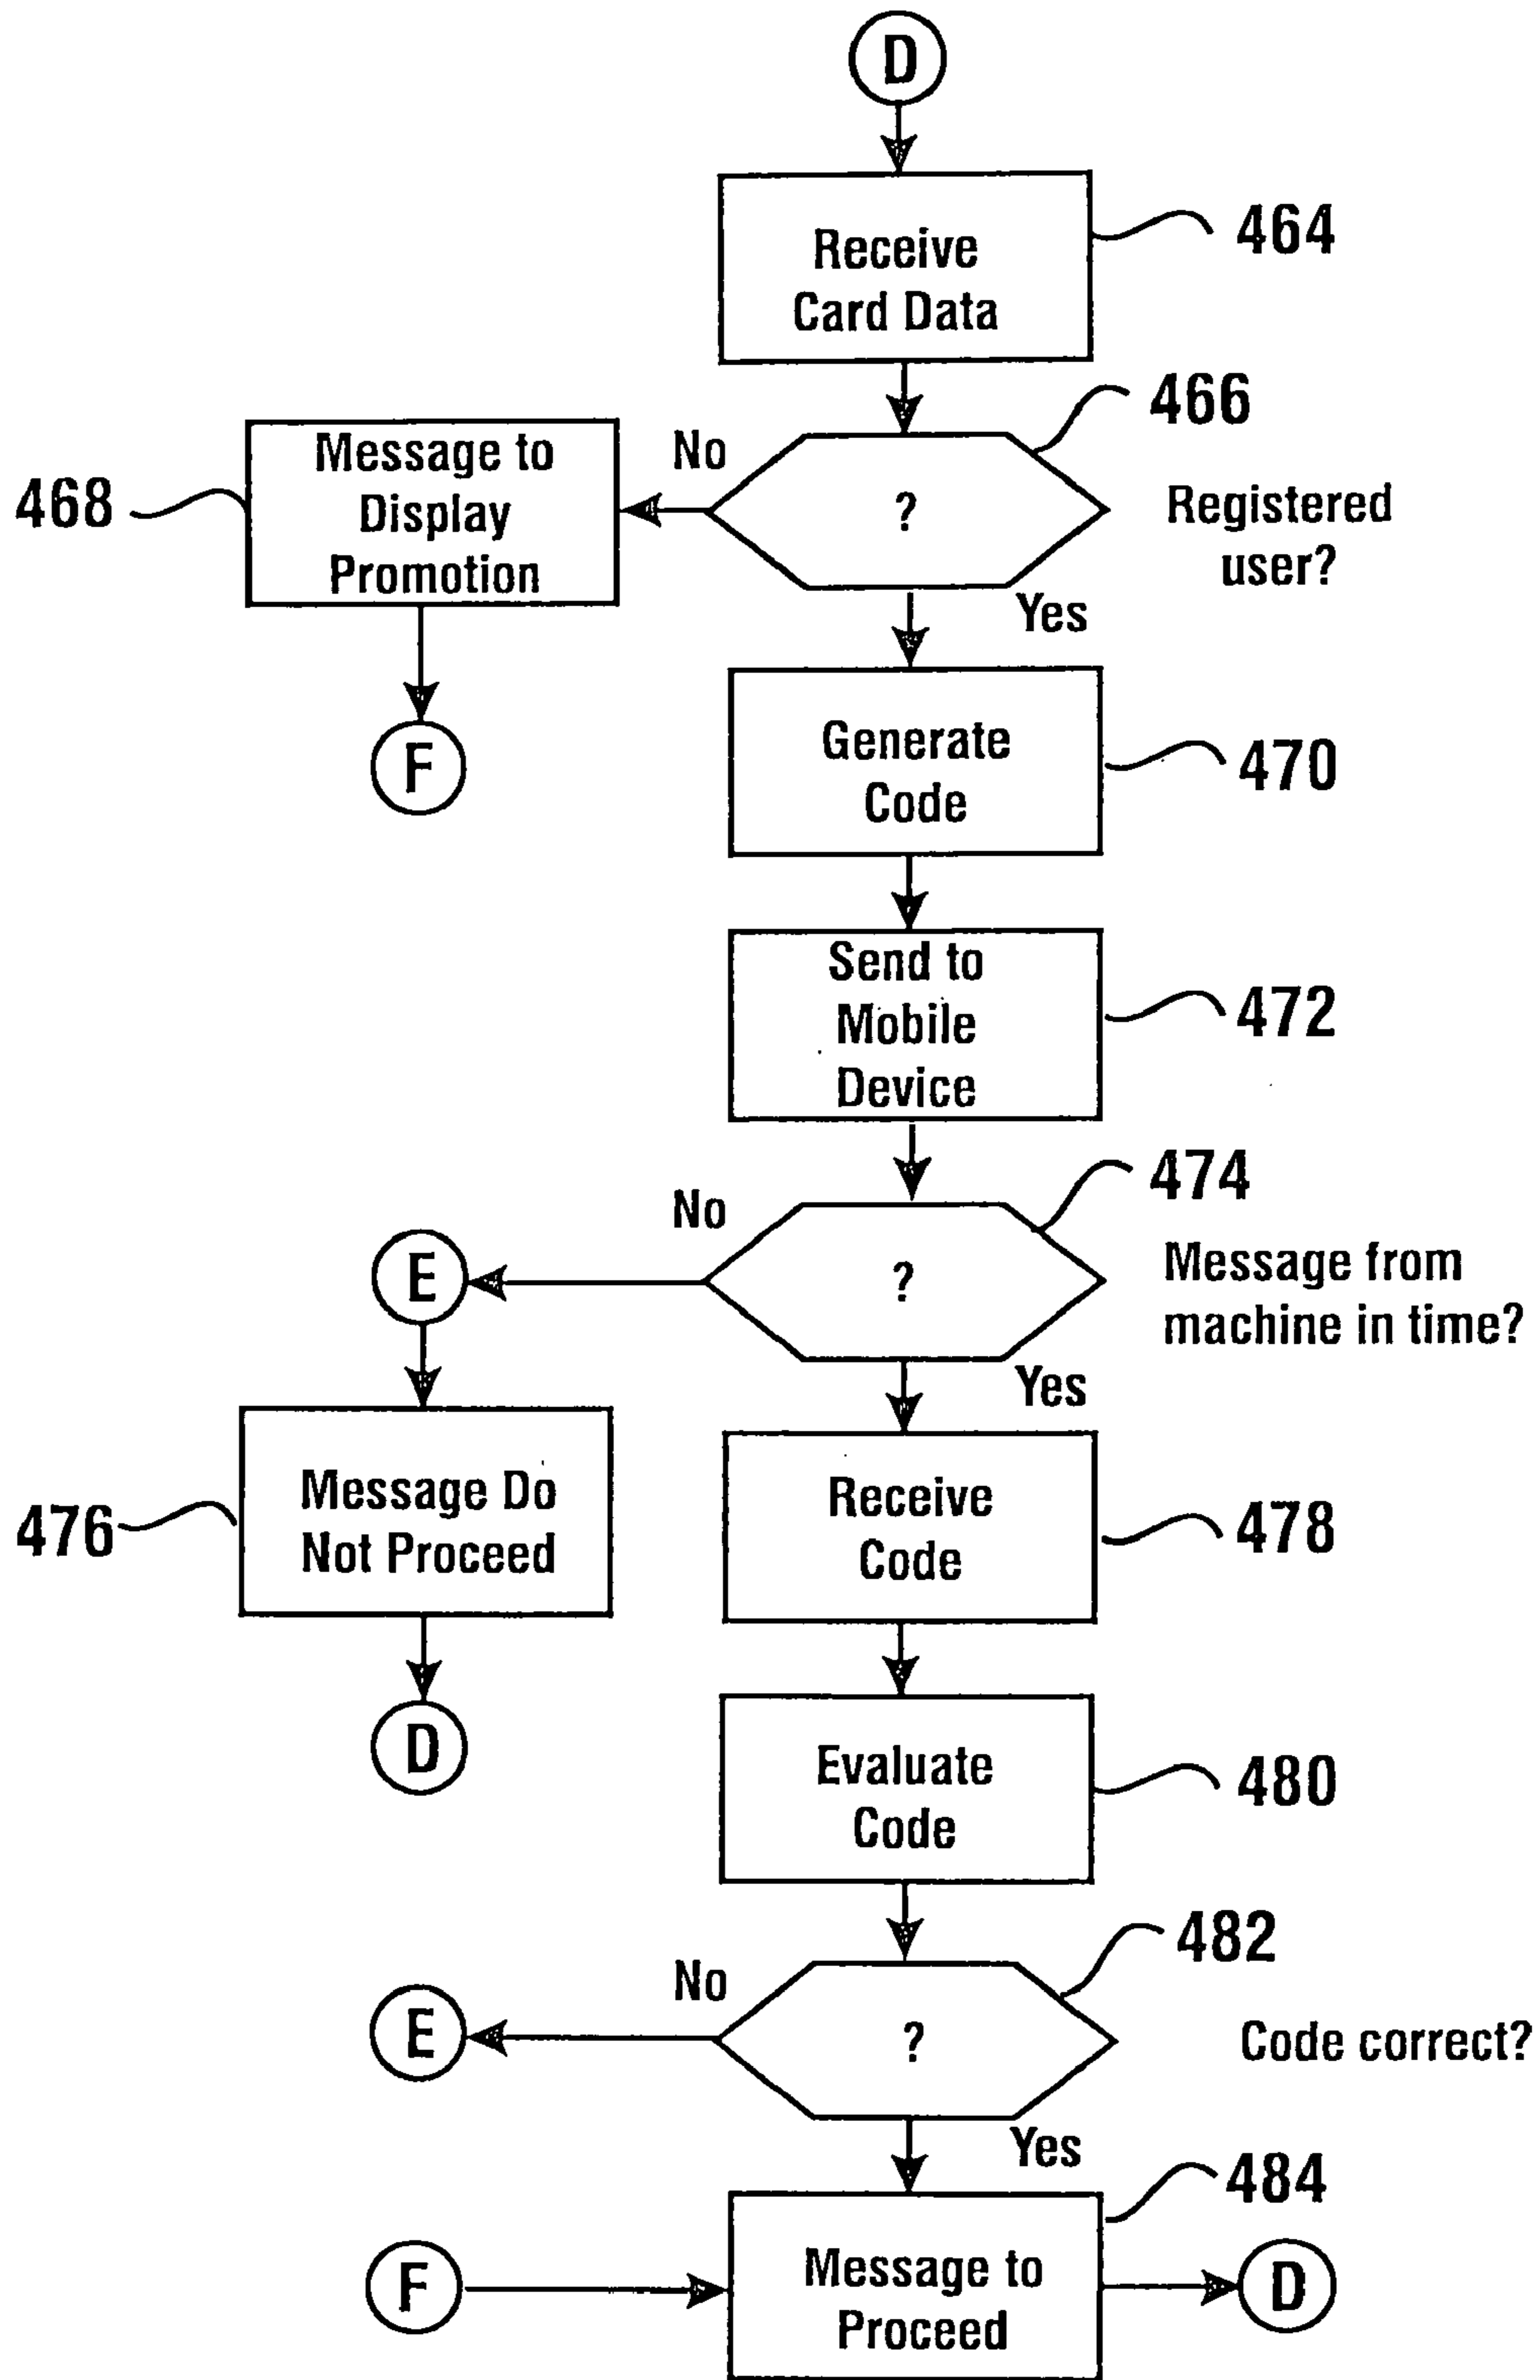 D
Receive
Card Data
464
466
No
Message to
Display
Promotion
468
?
Registered
user?
Yes
F
Generate
Code
470
Send to
Mobile
Device
472
474
No
E
?
Message from
machine in time?
Yes
Message Do
Not Proceed
476
Receive
Code
478
D
Evaluate
Code
480
482
No
E
?
Code correct?
Yes
484
F
Message to
Proceed
D